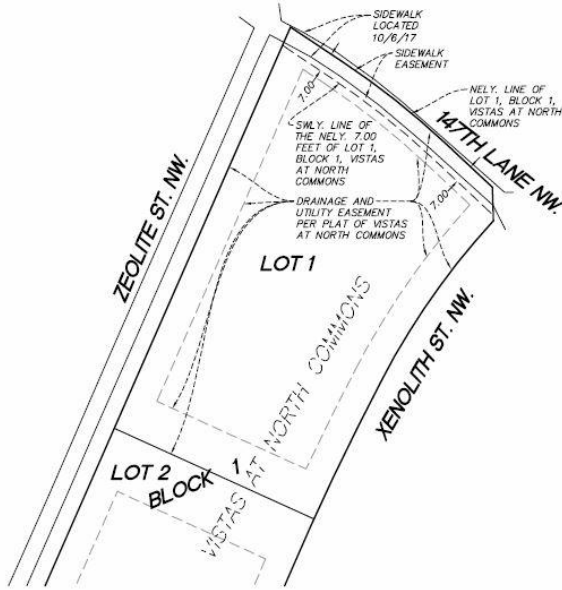 SIDEWALK
LOCATED
10/6/17
SIDEWALK
EASEMENT
NELY. LINE OF
LOT 1, BLOCK 1,
VISTAS AT NORTH
COMMONS
7.00
147TH LANE NW.
SWLY. LINE OF
THE NELY. 7.00
FEET OF LOT 1,
BLOCK 1, VISTAS
AT NORTH
COMMONS
7.00
DRAINAGE AND
UTILITY EASEMENT
PER PLAT OF VISTAS
AT NORTH COMMONS
ZEOLITE ST. NW.
LOT 1
XENOLITH ST. NW.
VISTAS AT NORTH COMMONS
LOT 2
BLOCK 1